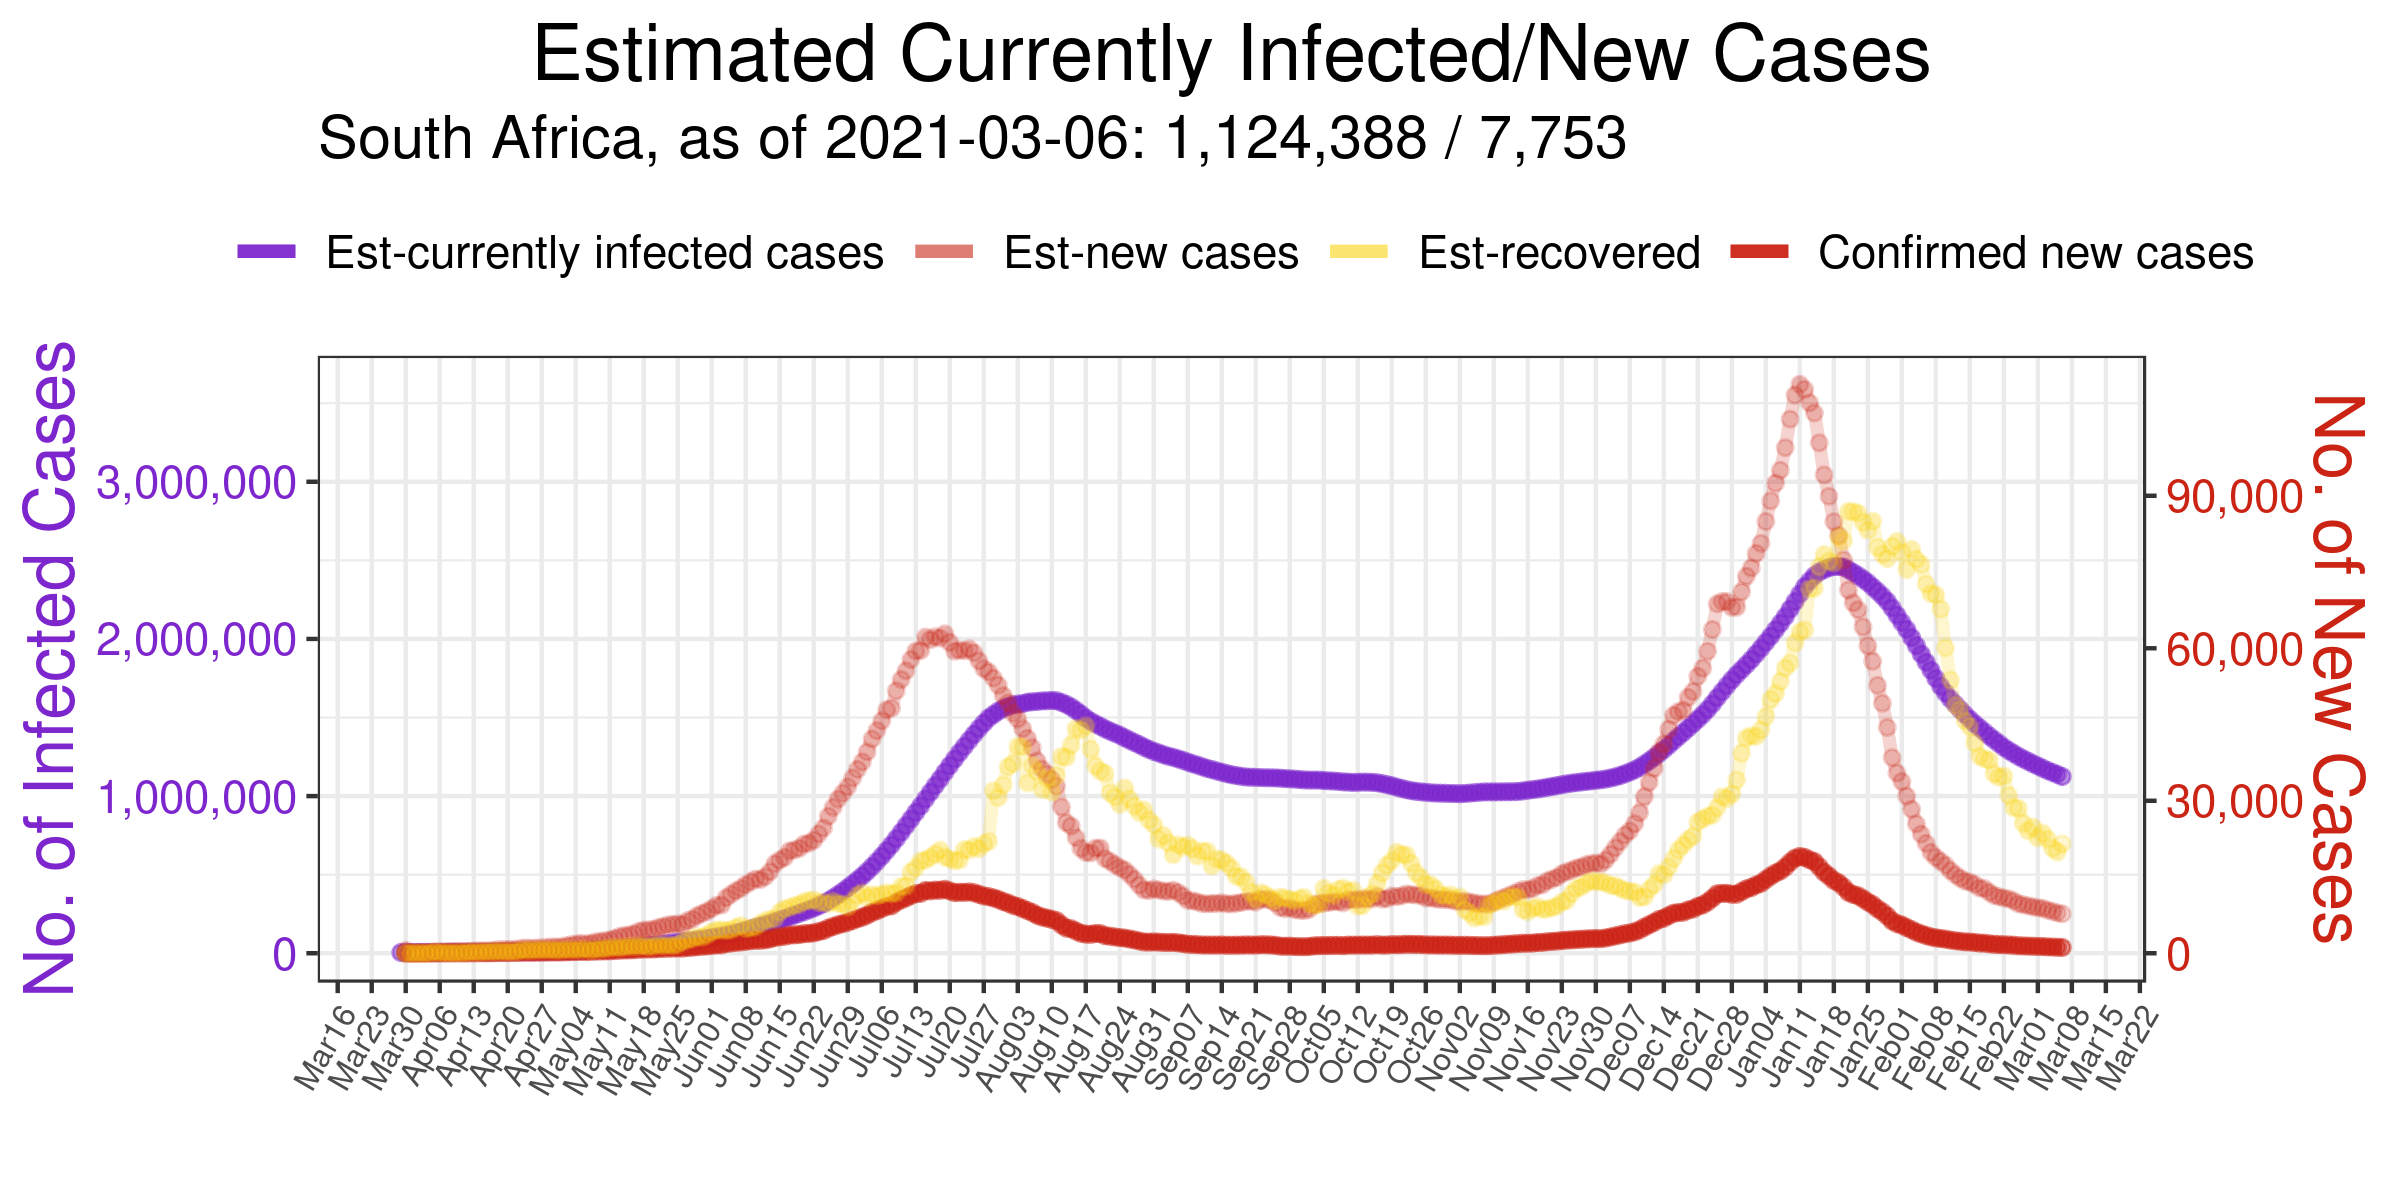 Estimated Currently Infected/New Cases
South Africa, as of 2021-03-06: 1,124,388 / 7,753
Est-currently infected cases Est-new cases Est-recovered Confirmed new cases
No. of Infected Cases
3,000,000
2,000,000
1,000,000
0
90,000
60,000
30,000
0
No. of New Cases
Mar16 Mar23 Mar30 Apr06 Apr13 Apr20 Apr27 May04 May11 May18 May25 Jun01 Jun08 Jun15 Jun22 Jun29 Jul06 Jul13 Jul20 Jul27 Aug03 Aug10 Aug17 Aug24 Aug31 Sep07 Sep14 Sep21 Sep28 Oct05 Oct12 Oct19 Oct26 Nov02 Nov09 Nov16 Nov23 Nov30 Dec07 Dec14 Dec21 Dec28 Jan04 Jan11 Jan18 Jan25 Feb01 Feb08 Feb15 Feb22 Mar01 Mar08 Mar15 Mar22